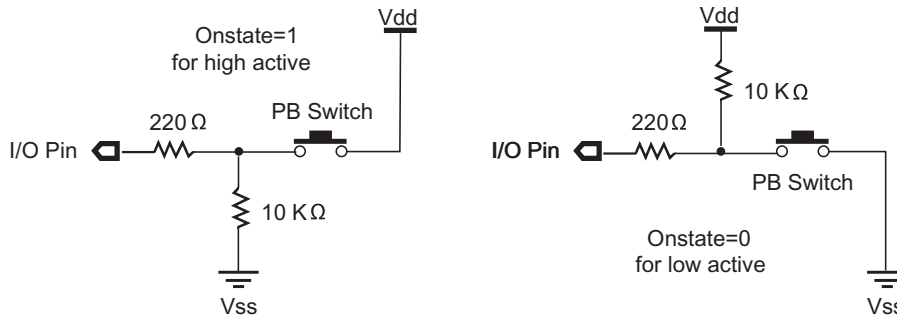 Onstate=1
for high active
Vdd
PB Switch
220 Ω
I/O Pin
10 KΩ
Vss
Vdd
10 KΩ
220 Ω
I/O Pin
PB Switch
Onstate=0
for low active
Vss